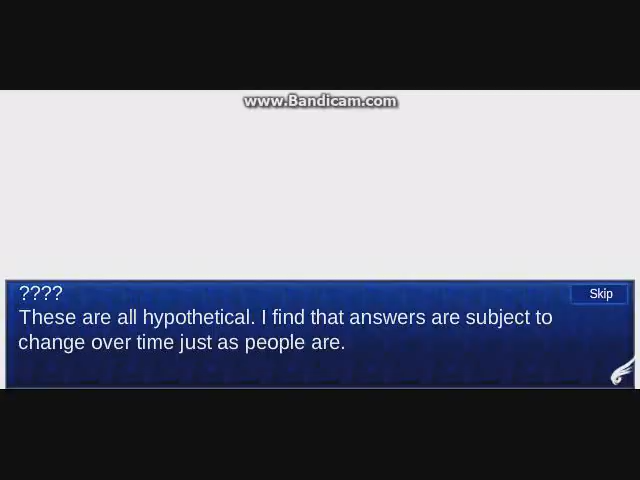 www.Bandicam.com
????
Skip
These are all hypothetical. I find that answers are subject to
change over time just as people are.